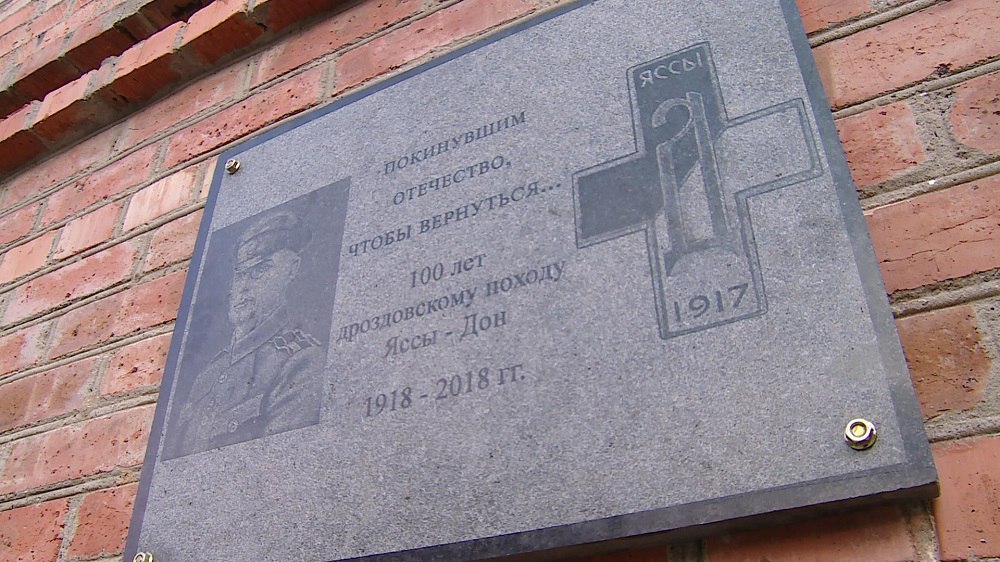 ПОКИНУВШИМ
ОТЕЧЕСТВО,
ЧТОБЫ ВЕРНУТЬСЯ...
100 лет
дроздовскому походу
Яссы - Дон
1918 - 2018 гг.
ЯССЫ
1917